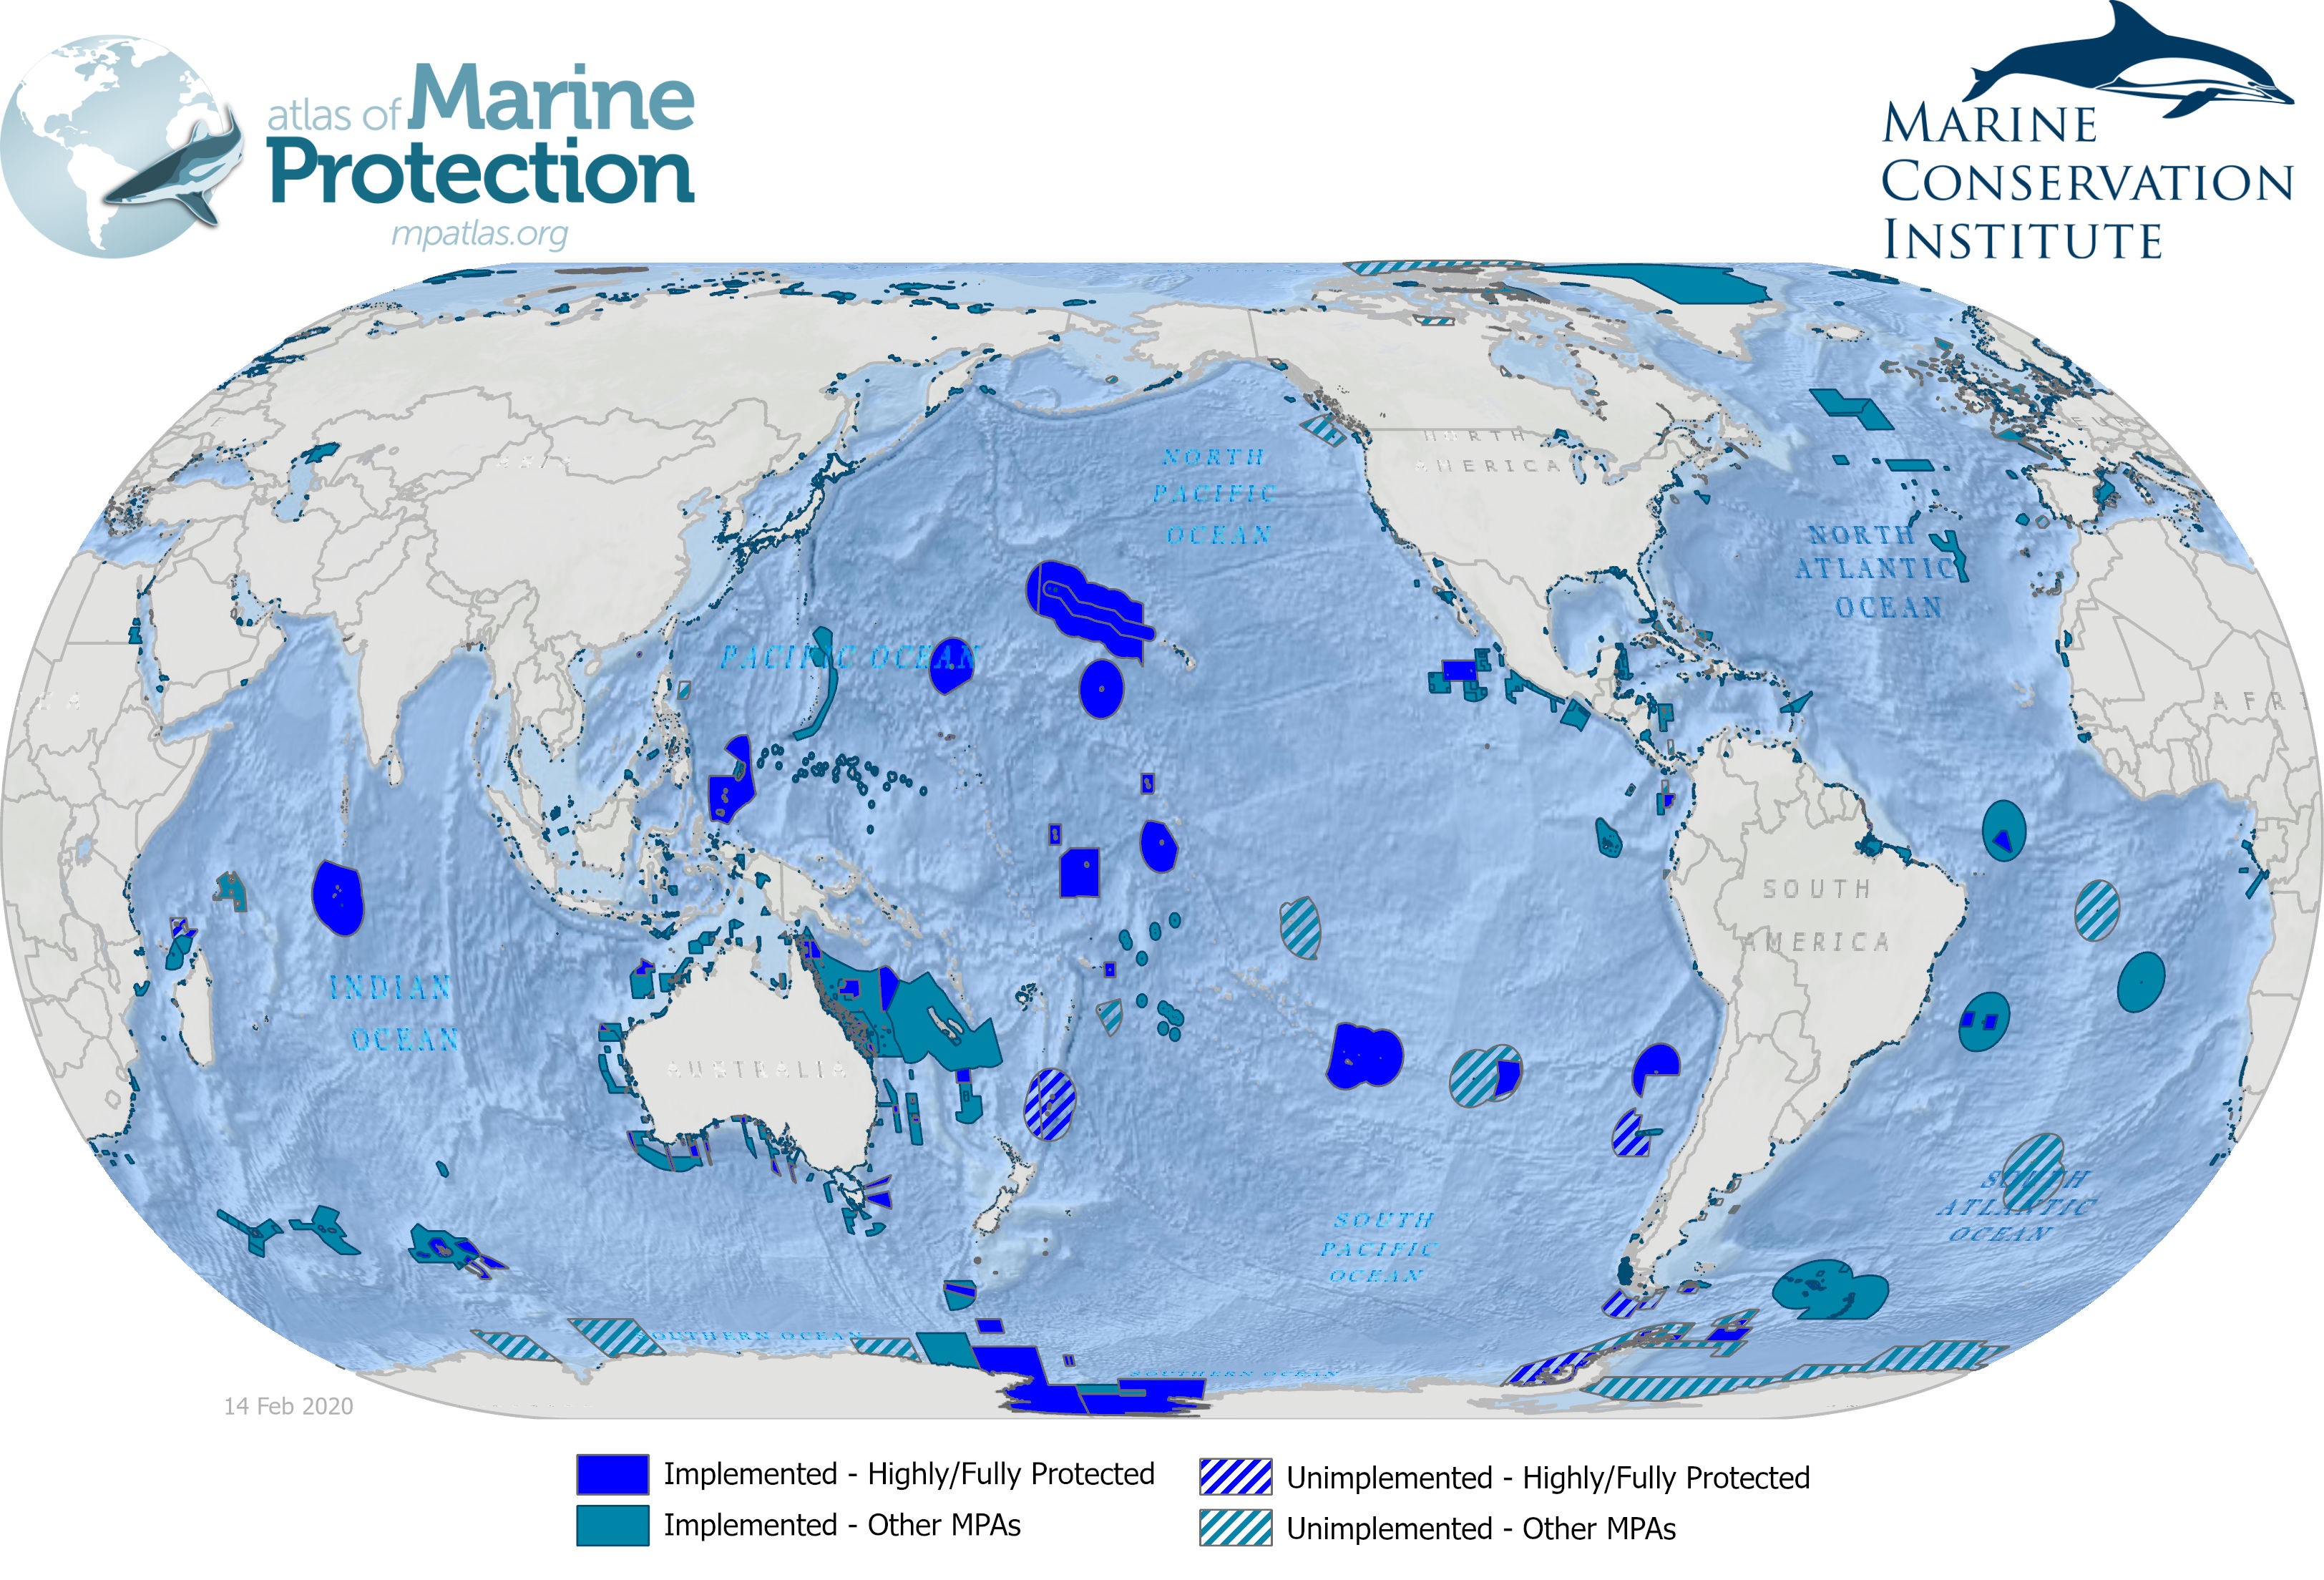 atlas of Marine
Protection
mpatlas.org
MARINE
CONSERVATION
INSTITUTE
NORTH
PACIFIC
OCEAN
NORTH
AMERICA
NORTH
ATLANTIC
OCEAN
PACIFIC OCEAN
AFRI
SOUTH
AMERICA
INDIAN
OCEAN
AUSTRALIA
SOUTH
PACIFIC
OCEAN
SOUTH
ATLANTIC
OCEAN
SOUTHERN OCEAN
SOUTHERN OCEAN
14 Feb 2020
Implemented - Highly/Fully Protected
Unimplemented - Highly/Fully Protected
Implemented - Other MPAs
Unimplemented - Other MPAs